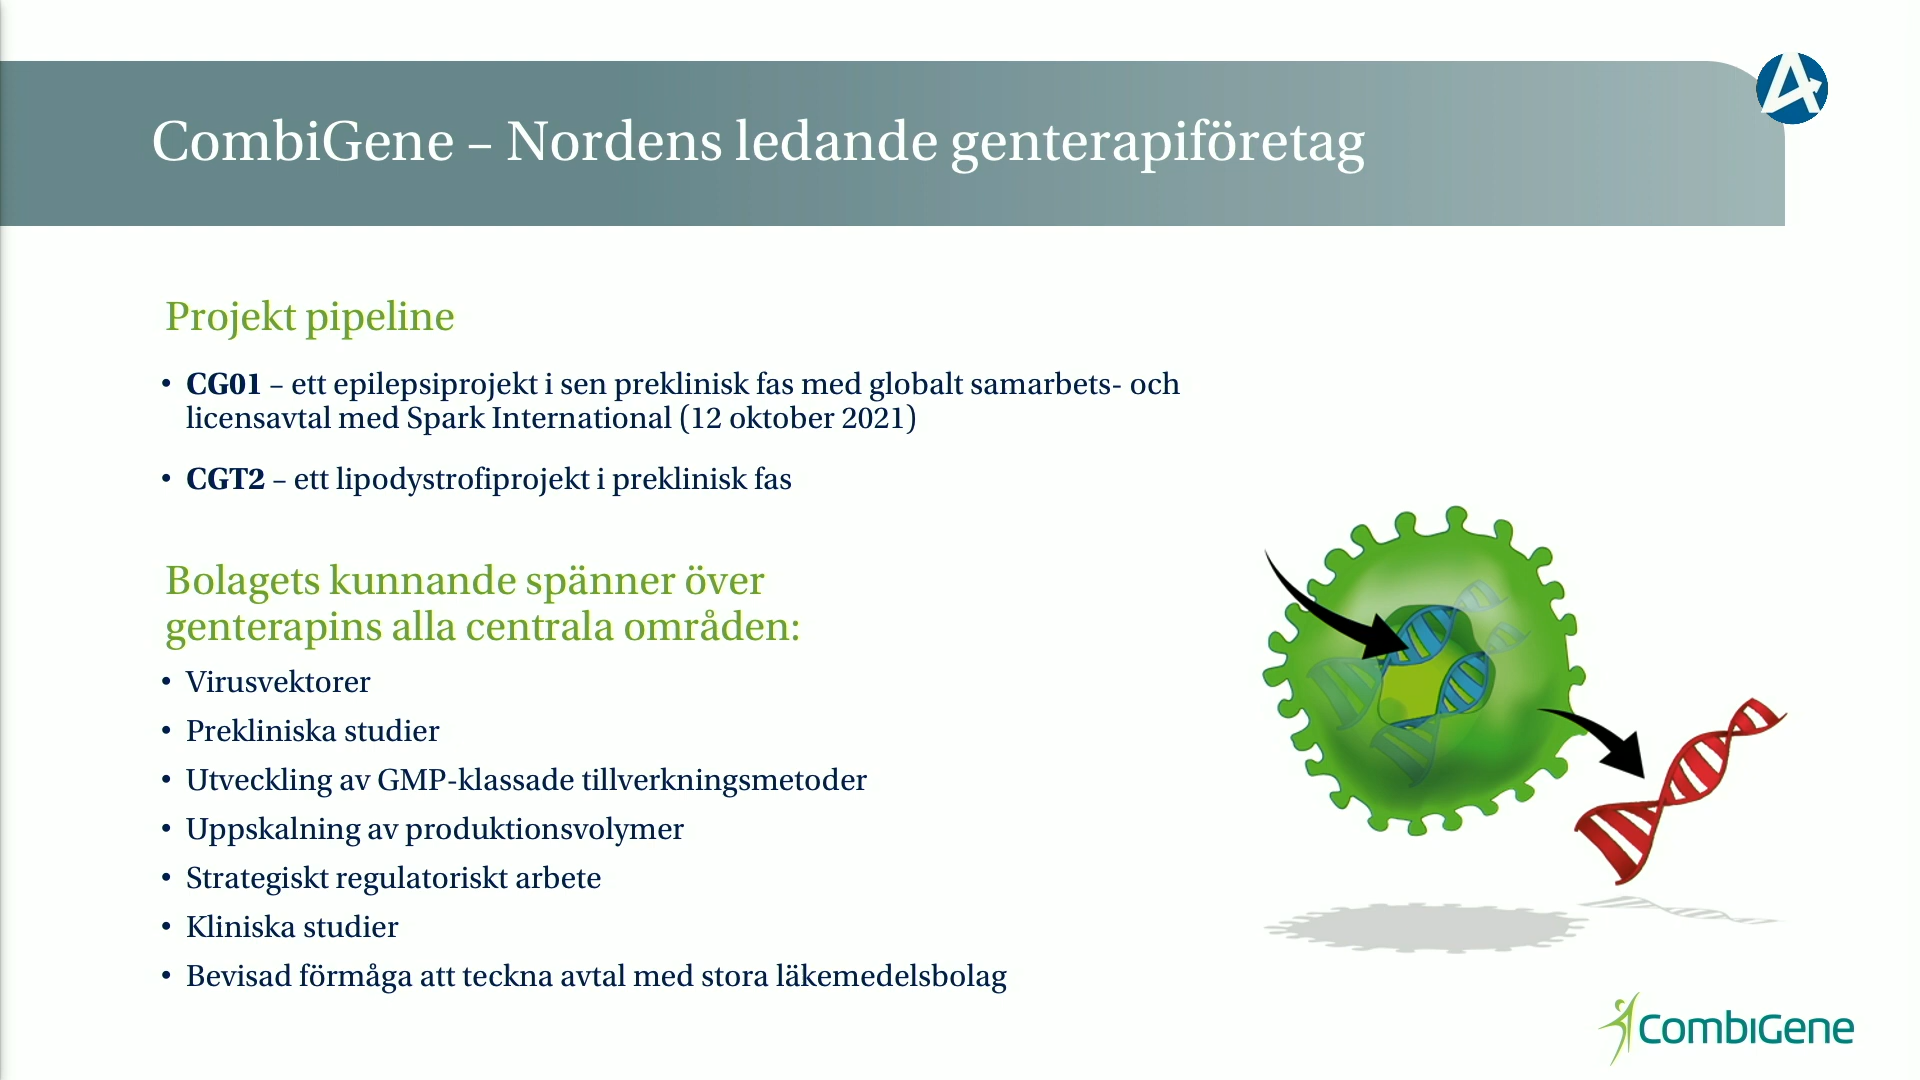 CombiGene – Nordens ledande genterapiföretag
Projekt pipeline
• CG01 – ett epilepsiprojekt i sen preklinisk fas med globalt samarbets- och
licensavtal med Spark International (12 oktober 2021)
• CGT2 – ett lipodystrofiprojekt i preklinisk fas
Bolagets kunnande spänner över
genterapins alla centrala områden:
• Virusvektorer
• Prekliniska studier
• Utveckling av GMP-klassade tillverkningsmetoder
• Uppskalning av produktionsvolymer
• Strategiskt regulatoriskt arbete
• Kliniska studier
• Bevisad förmåga att teckna avtal med stora läkemedelsbolag
CombiGene